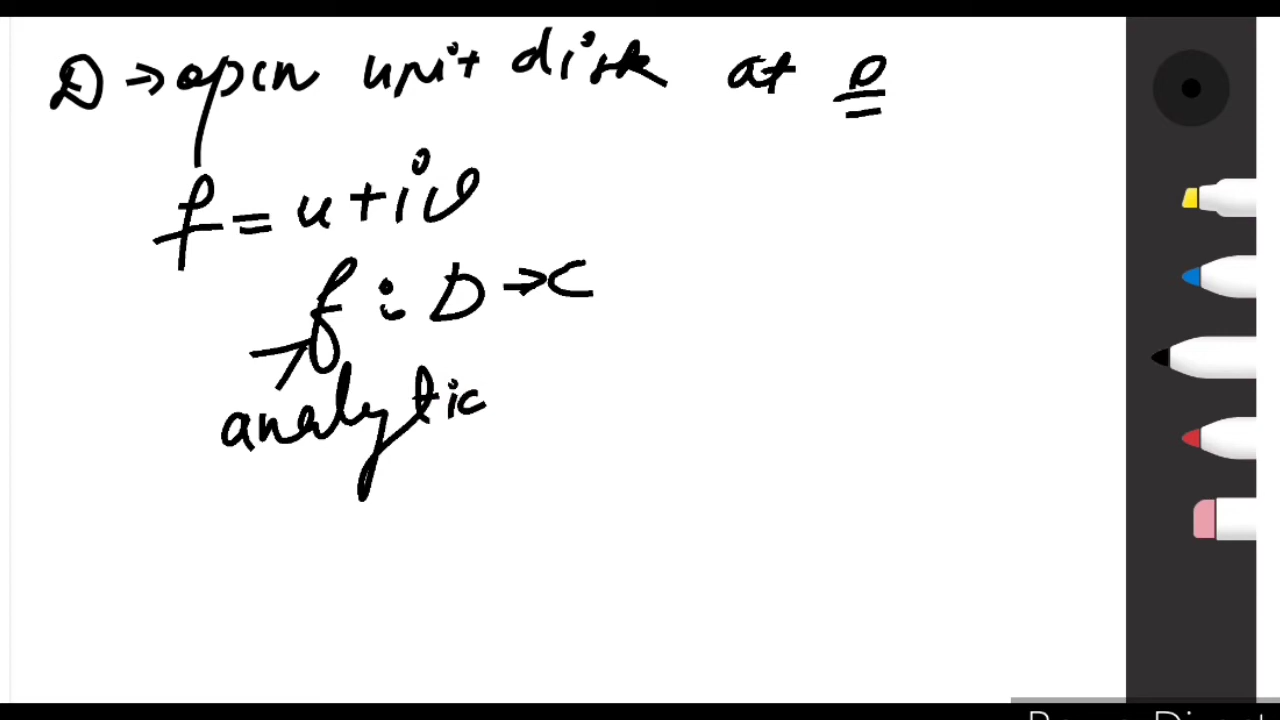 D → open unit disk at 0
f = u + iv
f : D → C
analytic